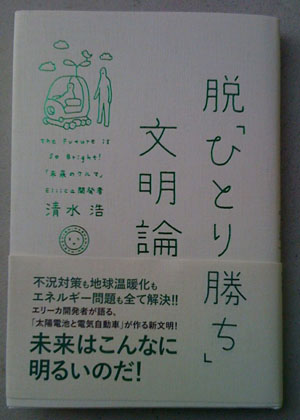 脱「ひとり勝ち」
文明論
The Future is
So Bright!
「未来のクルマ」
Eliica開発者
清水浩
不況対策も地球温暖化も
エネルギー問題も全て解決!!
エリーカ開発者が語る、
「太陽電池と電気自動車」が作る新文明!
未来はこんなに
明るいのだ!